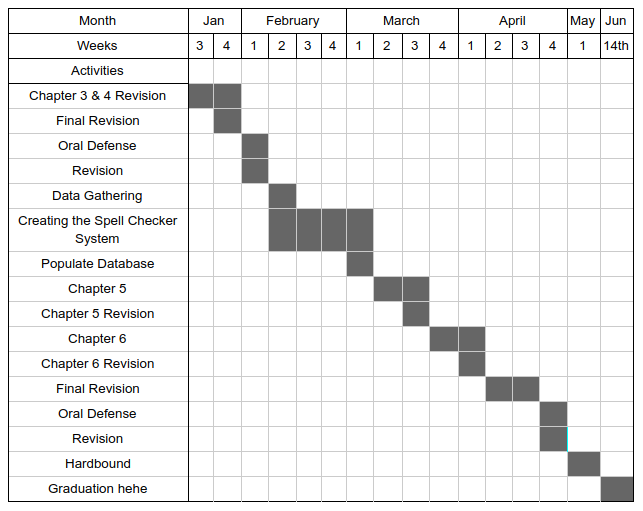 Month Jan February March April May Jun
Weeks 3 4 1 2 3 4 1 2 3 4 1 2 3 4 1 14th
Activities
Chapter 3 & 4 Revision
Final Revision
Oral Defense
Revision
Data Gathering
Creating the Spell Checker
System
Populate Database
Chapter 5
Chapter 5 Revision
Chapter 6
Chapter 6 Revision
Final Revision
Oral Defense
Revision
Hardbound
Graduation hehe